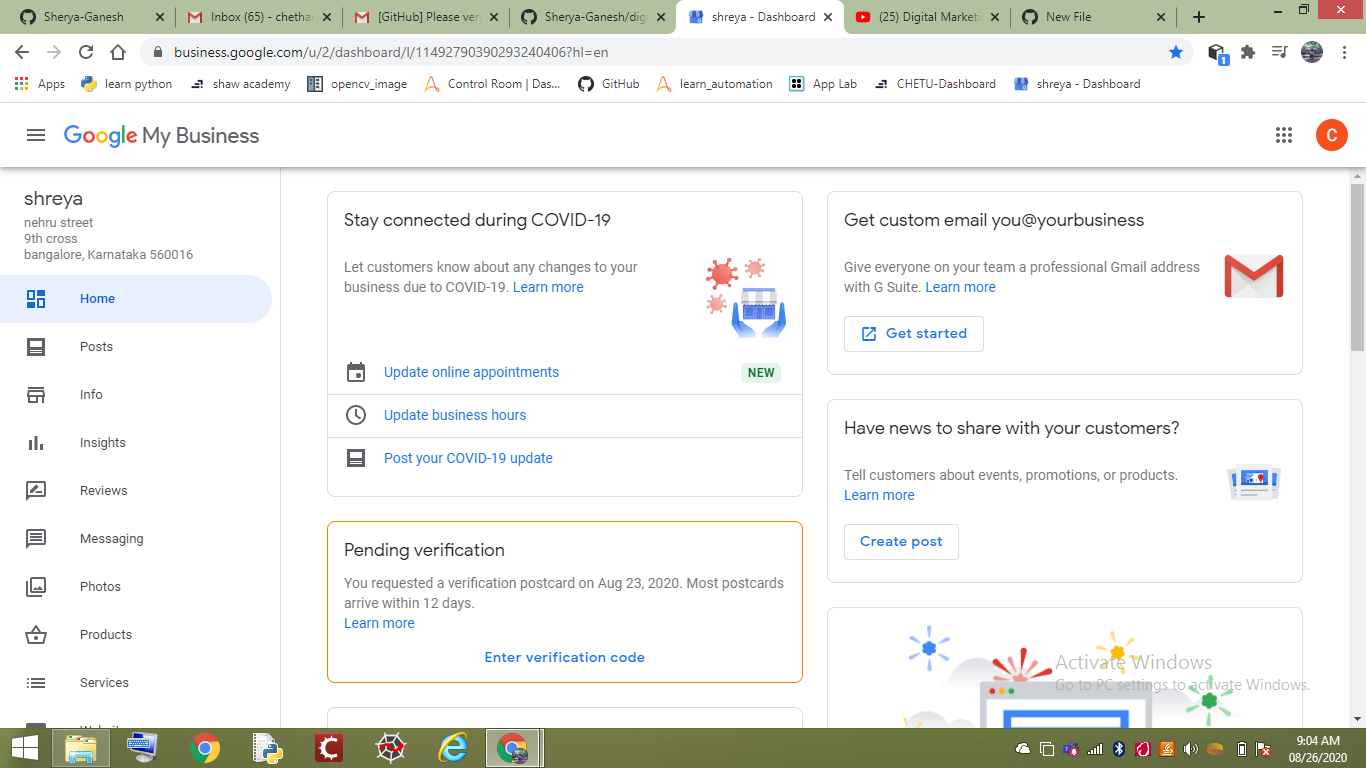 Sherya-Ganesh
Inbox (65) - chethan
[GitHub] Please veri
Sherya-Ganesh/digi
shreya - Dashboard
(25) Digital Marketi
New File
business.google.com/u/2/dashboard/l/11492790390293240406?hl=en
Apps
learn python
shaw academy
opencv_image
Control Room | Das...
GitHub
learn_automation
App Lab
CHETU-Dashboard
shreya - Dashboard
1
Google My Business
C
shreya
nehru street
9th cross
bangalore, Karnataka 560016
Home
Posts
Info
Insights
Reviews
Messaging
Photos
Products
Services
Stay connected during COVID-19
Let customers know about any changes to your
business due to COVID-19. Learn more
Update online appointments
NEW
Update business hours
Post your COVID-19 update
Pending verification
You requested a verification postcard on Aug 23, 2020. Most postcards
arrive within 12 days.
Learn more
Enter verification code
Get custom email you@yourbusiness
Give everyone on your team a professional Gmail address
with G Suite. Learn more
Get started
Have news to share with your customers?
Tell customers about events, promotions, or products.
Learn more
Create post
Activate Windows
Go to PC settings to activate Windows.
9:04 AM
08/26/2020